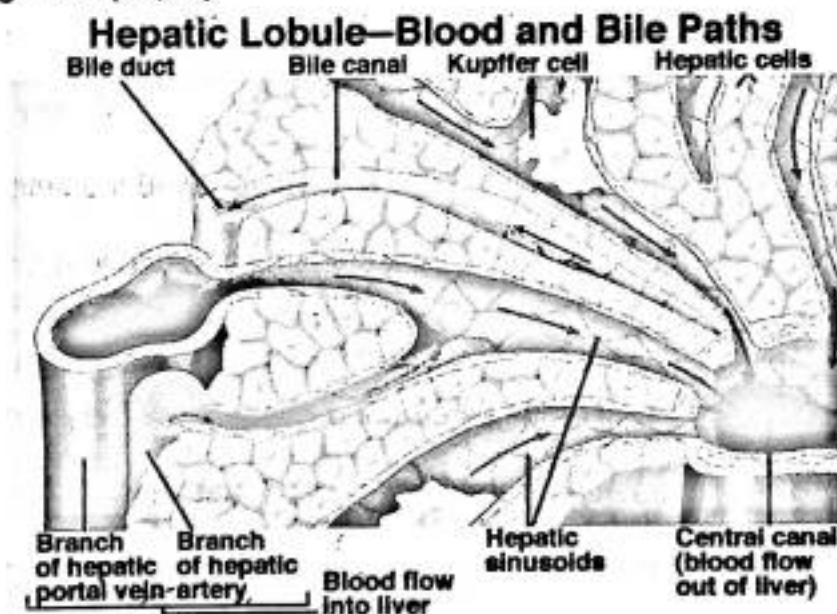 Hepatic Lobule—Blood and Bile Paths
Bile duct
Bile canal
Kupffer cell
Hepatic cells
Branch
of hepatic
portal vein-
Branch
of hepatic
artery
Blood flow
into liver
Hepatic
sinusoids
Central canal
(blood flow
out of liver)